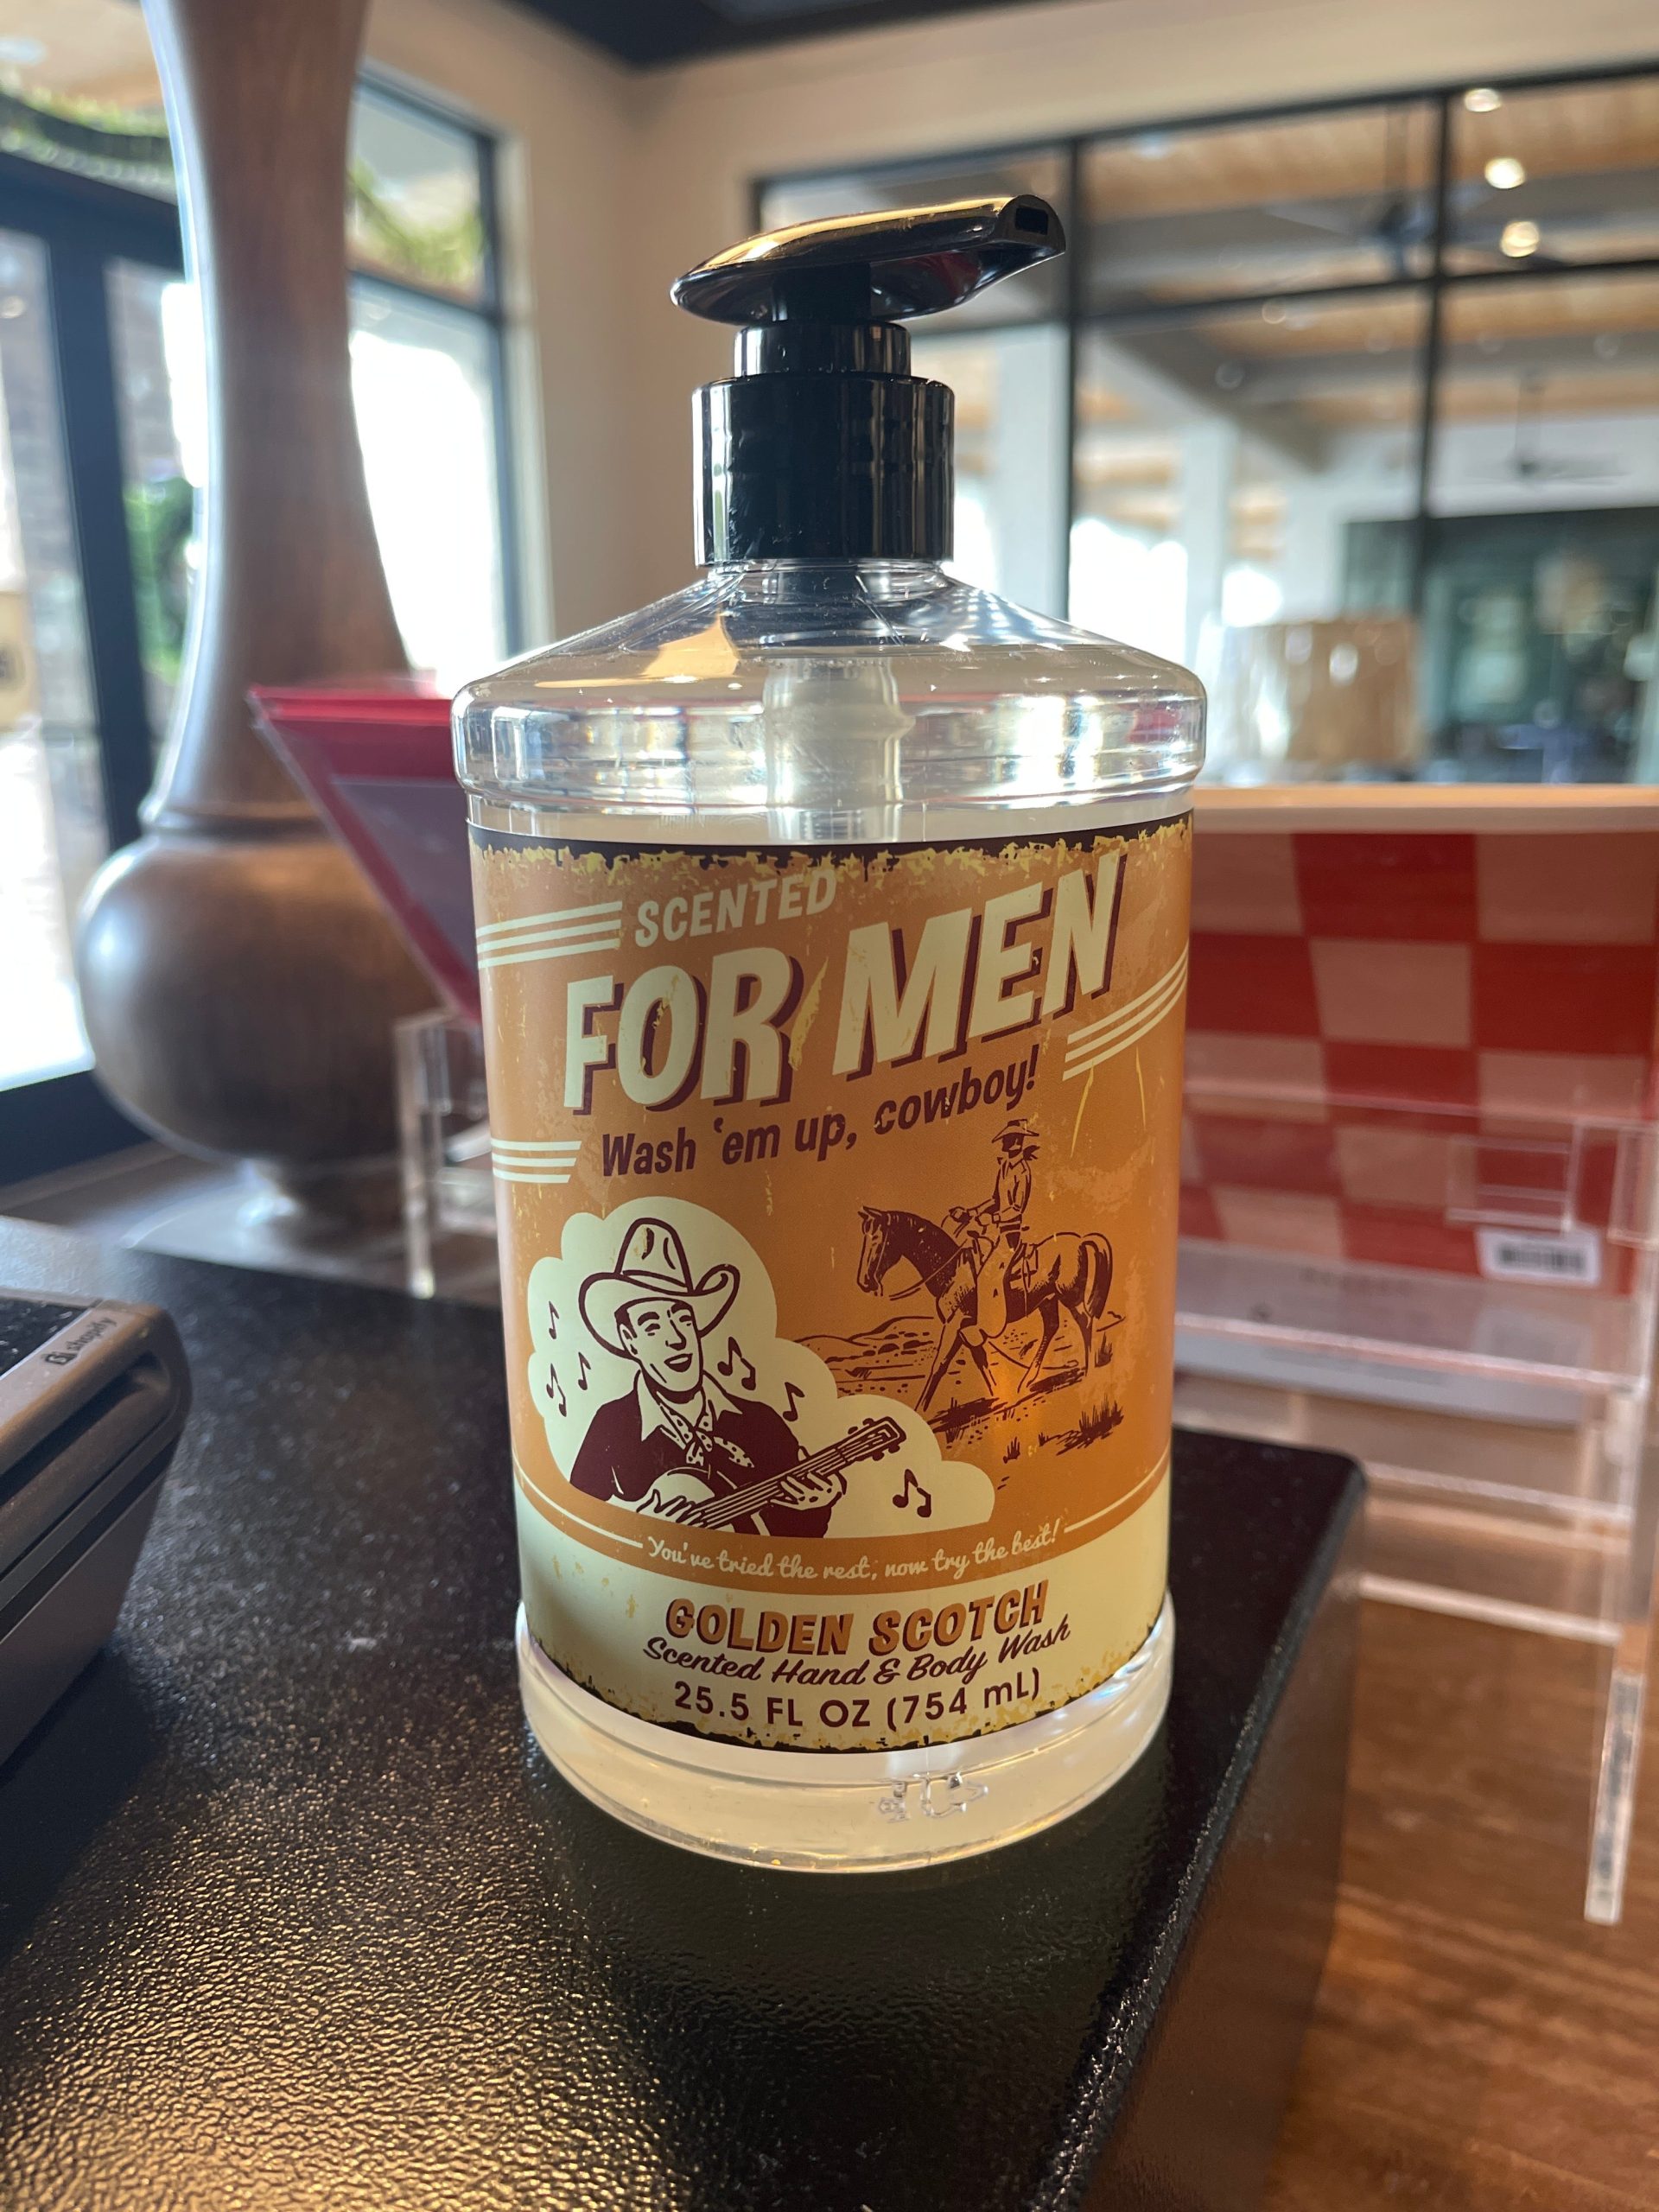 SCENTED
FOR MEN
Wash 'em up, cowboy!
You've tried the rest, now try the best!
GOLDEN SCOTCH
Scented Hand & Body Wash
25.5 FL OZ (754 mL)
shopify